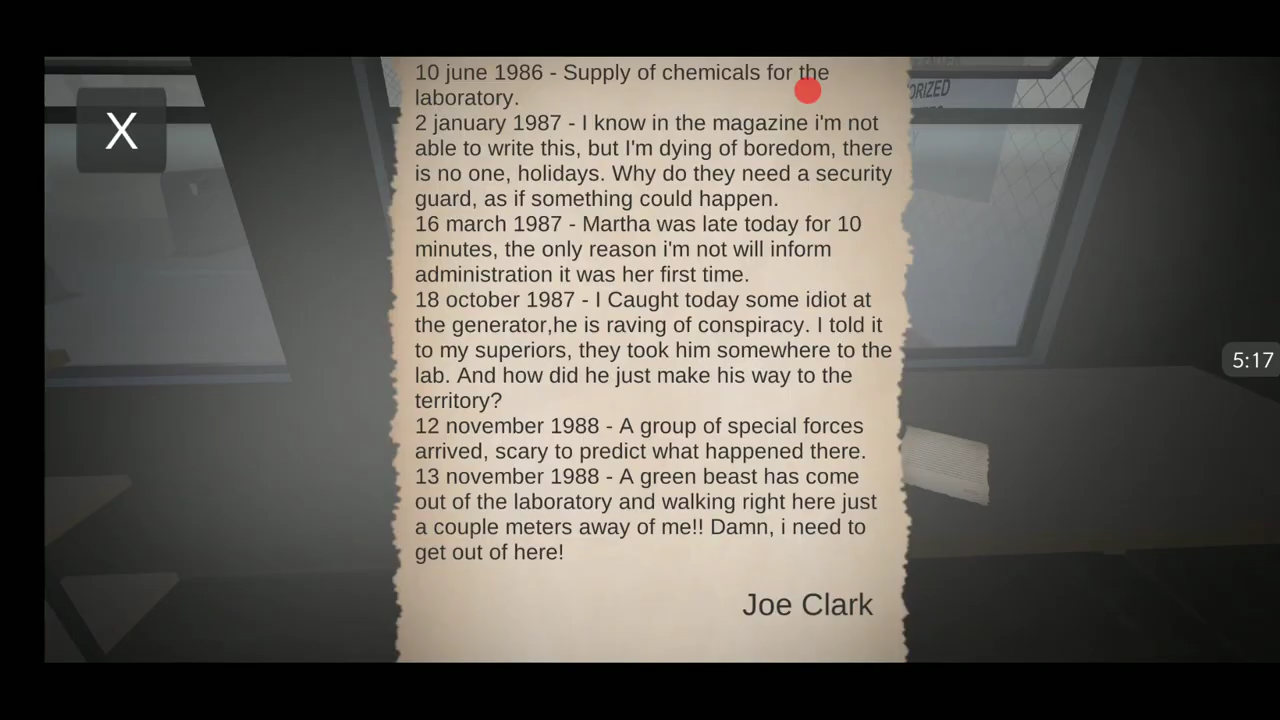 10 june 1986 - Supply of chemicals for the
laboratory.
2 january 1987 - I know in the magazine i'm not
able to write this, but I'm dying of boredom, there
is no one, holidays. Why do they need a security
guard, as if something could happen.
16 march 1987 - Martha was late today for 10
minutes, the only reason i'm not will inform
administration it was her first time.
18 october 1987 - I Caught today some idiot at
the generator,he is raving of conspiracy. I told it
to my superiors, they took him somewhere to the
lab. And how did he just make his way to the
territory?
12 november 1988 - A group of special forces
arrived, scary to predict what happened there.
13 november 1988 - A green beast has come
out of the laboratory and walking right here just
a couple meters away of me!! Damn, i need to
get out of here!
Joe Clark
X
5:17